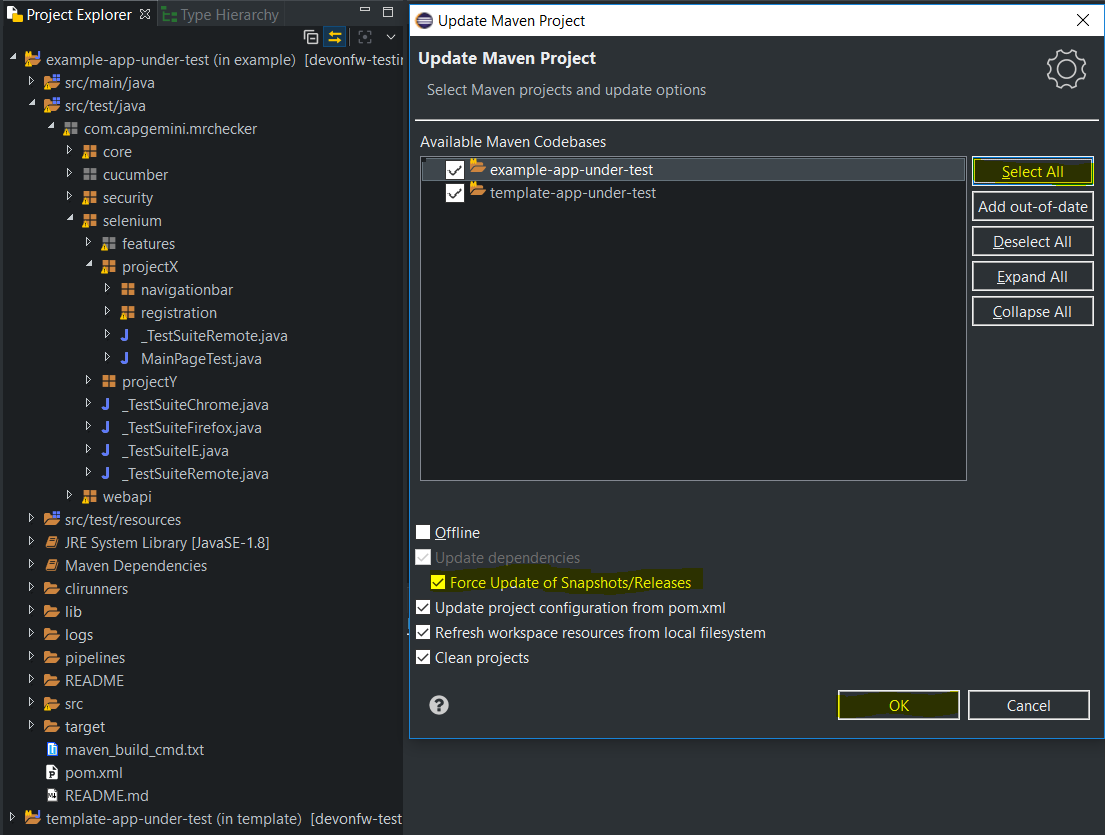 Project Explorer
Type Hierarchy
example-app-under-test (in example) [devonfw-testin
src/main/java
src/test/java
com.capgemini.mrchecker
core
cucumber
security
selenium
features
projectX
navigationbar
registration
_TestSuiteRemote.java
MainPageTest.java
projectY
_TestSuiteChrome.java
_TestSuiteFirefox.java
_TestSuiteIE.java
_TestSuiteRemote.java
webapi
src/test/resources
JRE System Library [JavaSE-1.8]
Maven Dependencies
clirunners
lib
logs
pipelines
README
src
target
maven_build_cmd.txt
pom.xml
README.md
template-app-under-test (in template) [devonfw-test
Update Maven Project
Update Maven Project
Select Maven projects and update options
Available Maven Codebases
example-app-under-test
template-app-under-test
Select All
Add out-of-date
Deselect All
Expand All
Collapse All
Offline
Update dependencies
Force Update of Snapshots/Releases
Update project configuration from pom.xml
Refresh workspace resources from local filesystem
Clean projects
?
OK
Cancel